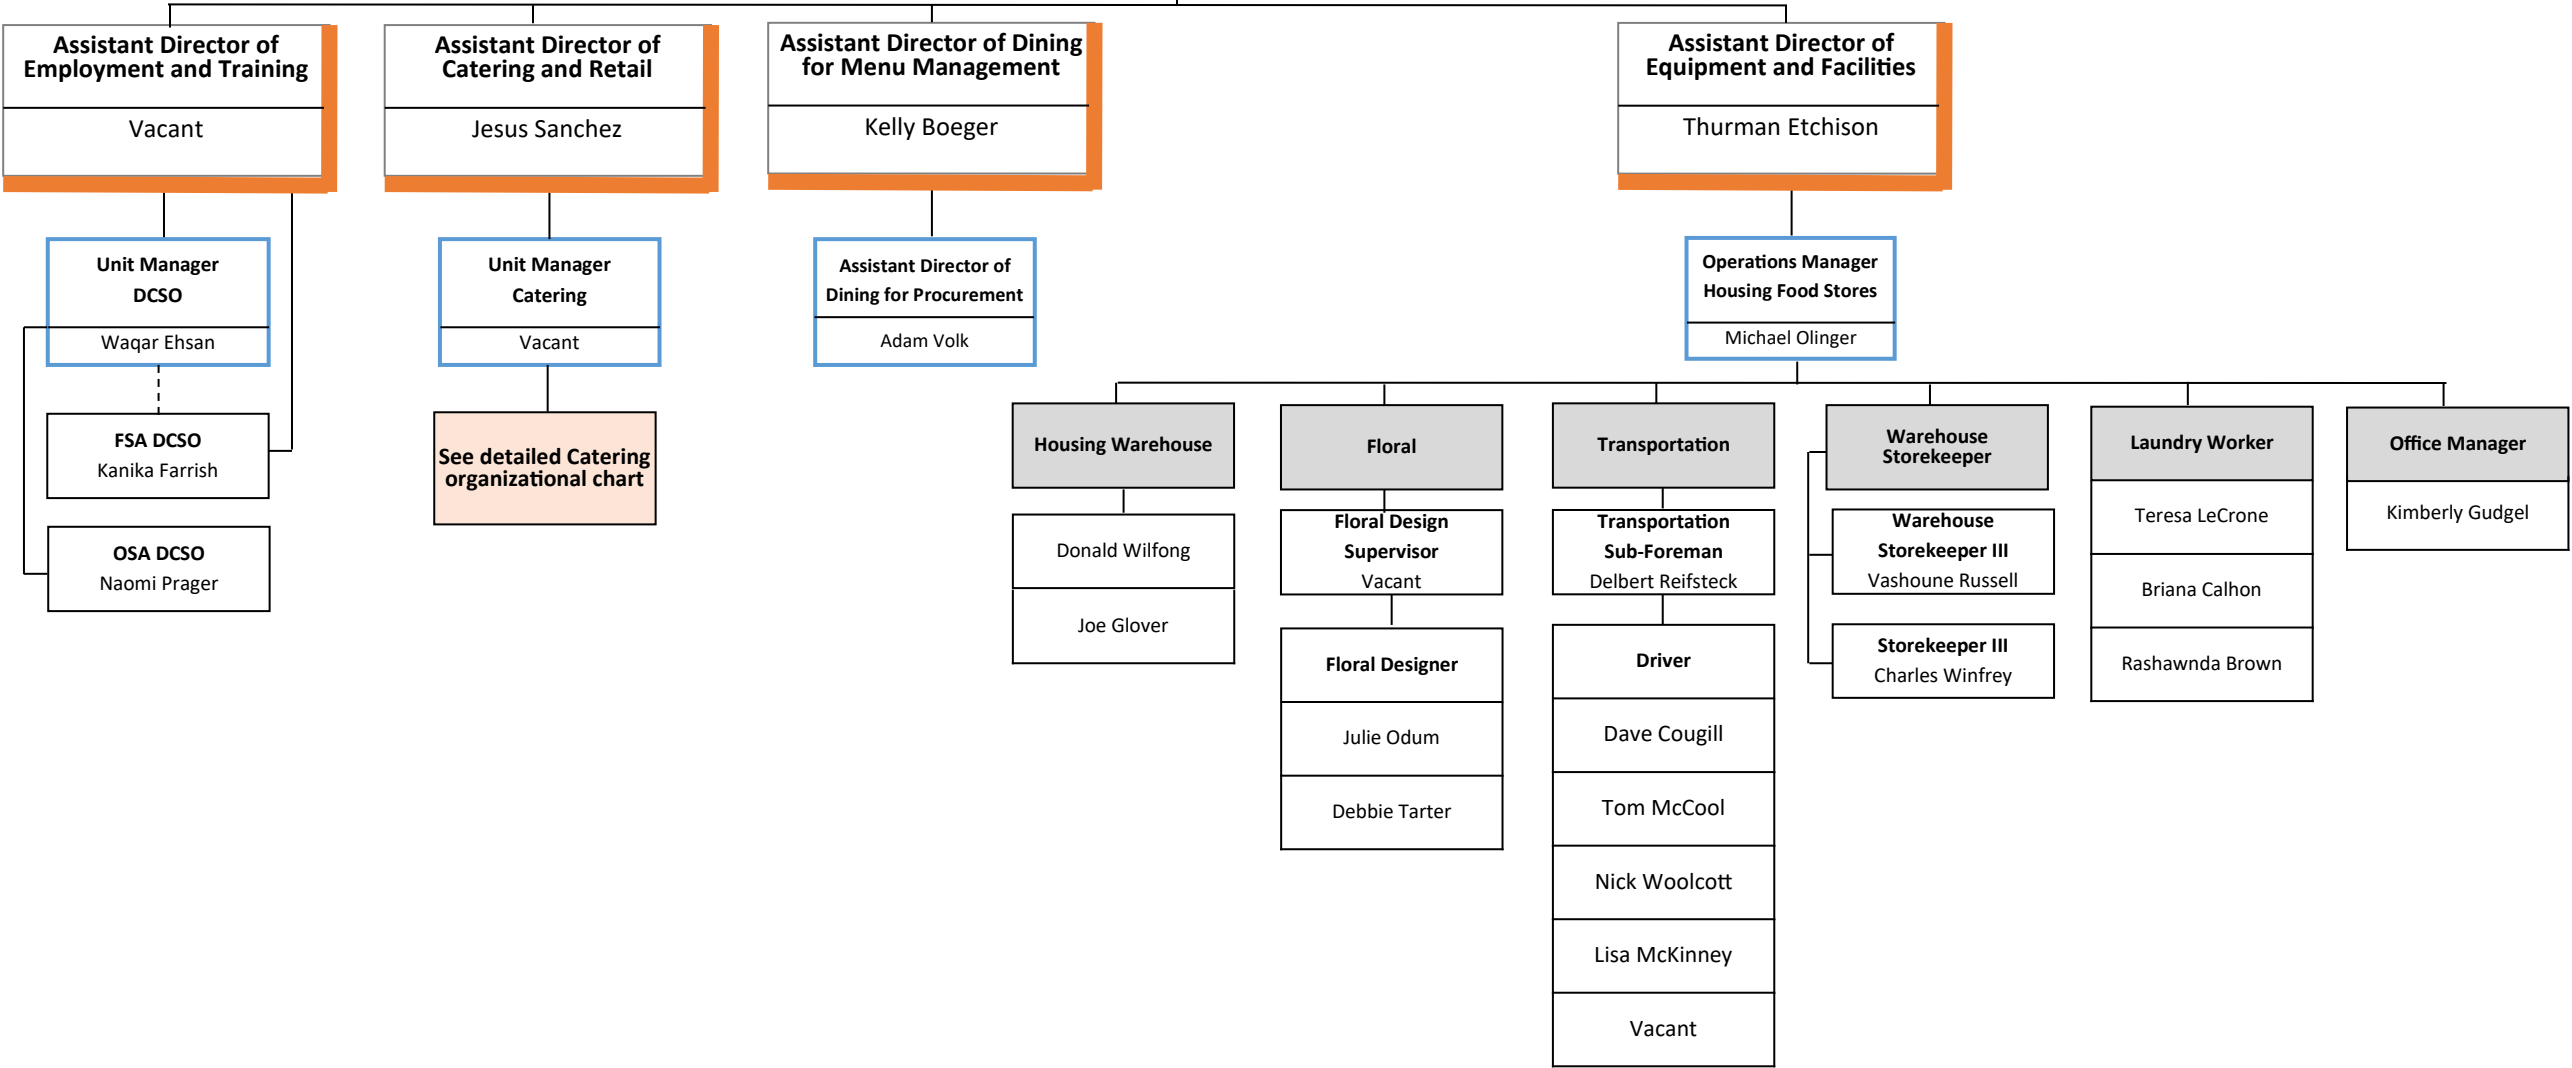 Assistant Director of
Employment and Training
Vacant
Assistant Director of
Catering and Retail
Jesus Sanchez
Assistant Director of Dining
for Menu Management
Kelly Boeger
Assistant Director of
Equipment and Facilities
Thurman Etchison
Unit Manager
DCSO
Waqar Ehsan
FSA DCSO
Kanika Farrish
OSA DCSO
Naomi Prager
Unit Manager
Catering
Vacant
See detailed Catering
organizational chart
Assistant Director of
Dining for Procurement
Adam Volk
Operations Manager
Housing Food Stores
Michael Olinger
Housing Warehouse
Donald Wilfong
Joe Glover
Floral
Floral Design
Supervisor
Vacant
Floral Designer
Julie Odum
Debbie Tarter
Transportation
Transportation
Sub-Foreman
Delbert Reifsteck
Driver
Dave Cougill
Tom McCool
Nick Woolcott
Lisa McKinney
Vacant
Warehouse
Storekeeper
Warehouse
Storekeeper III
Vashoune Russell
Storekeeper III
Charles Winfrey
Laundry Worker
Teresa LeCrone
Briana Calhon
Rashawnda Brown
Office Manager
Kimberly Gudgel